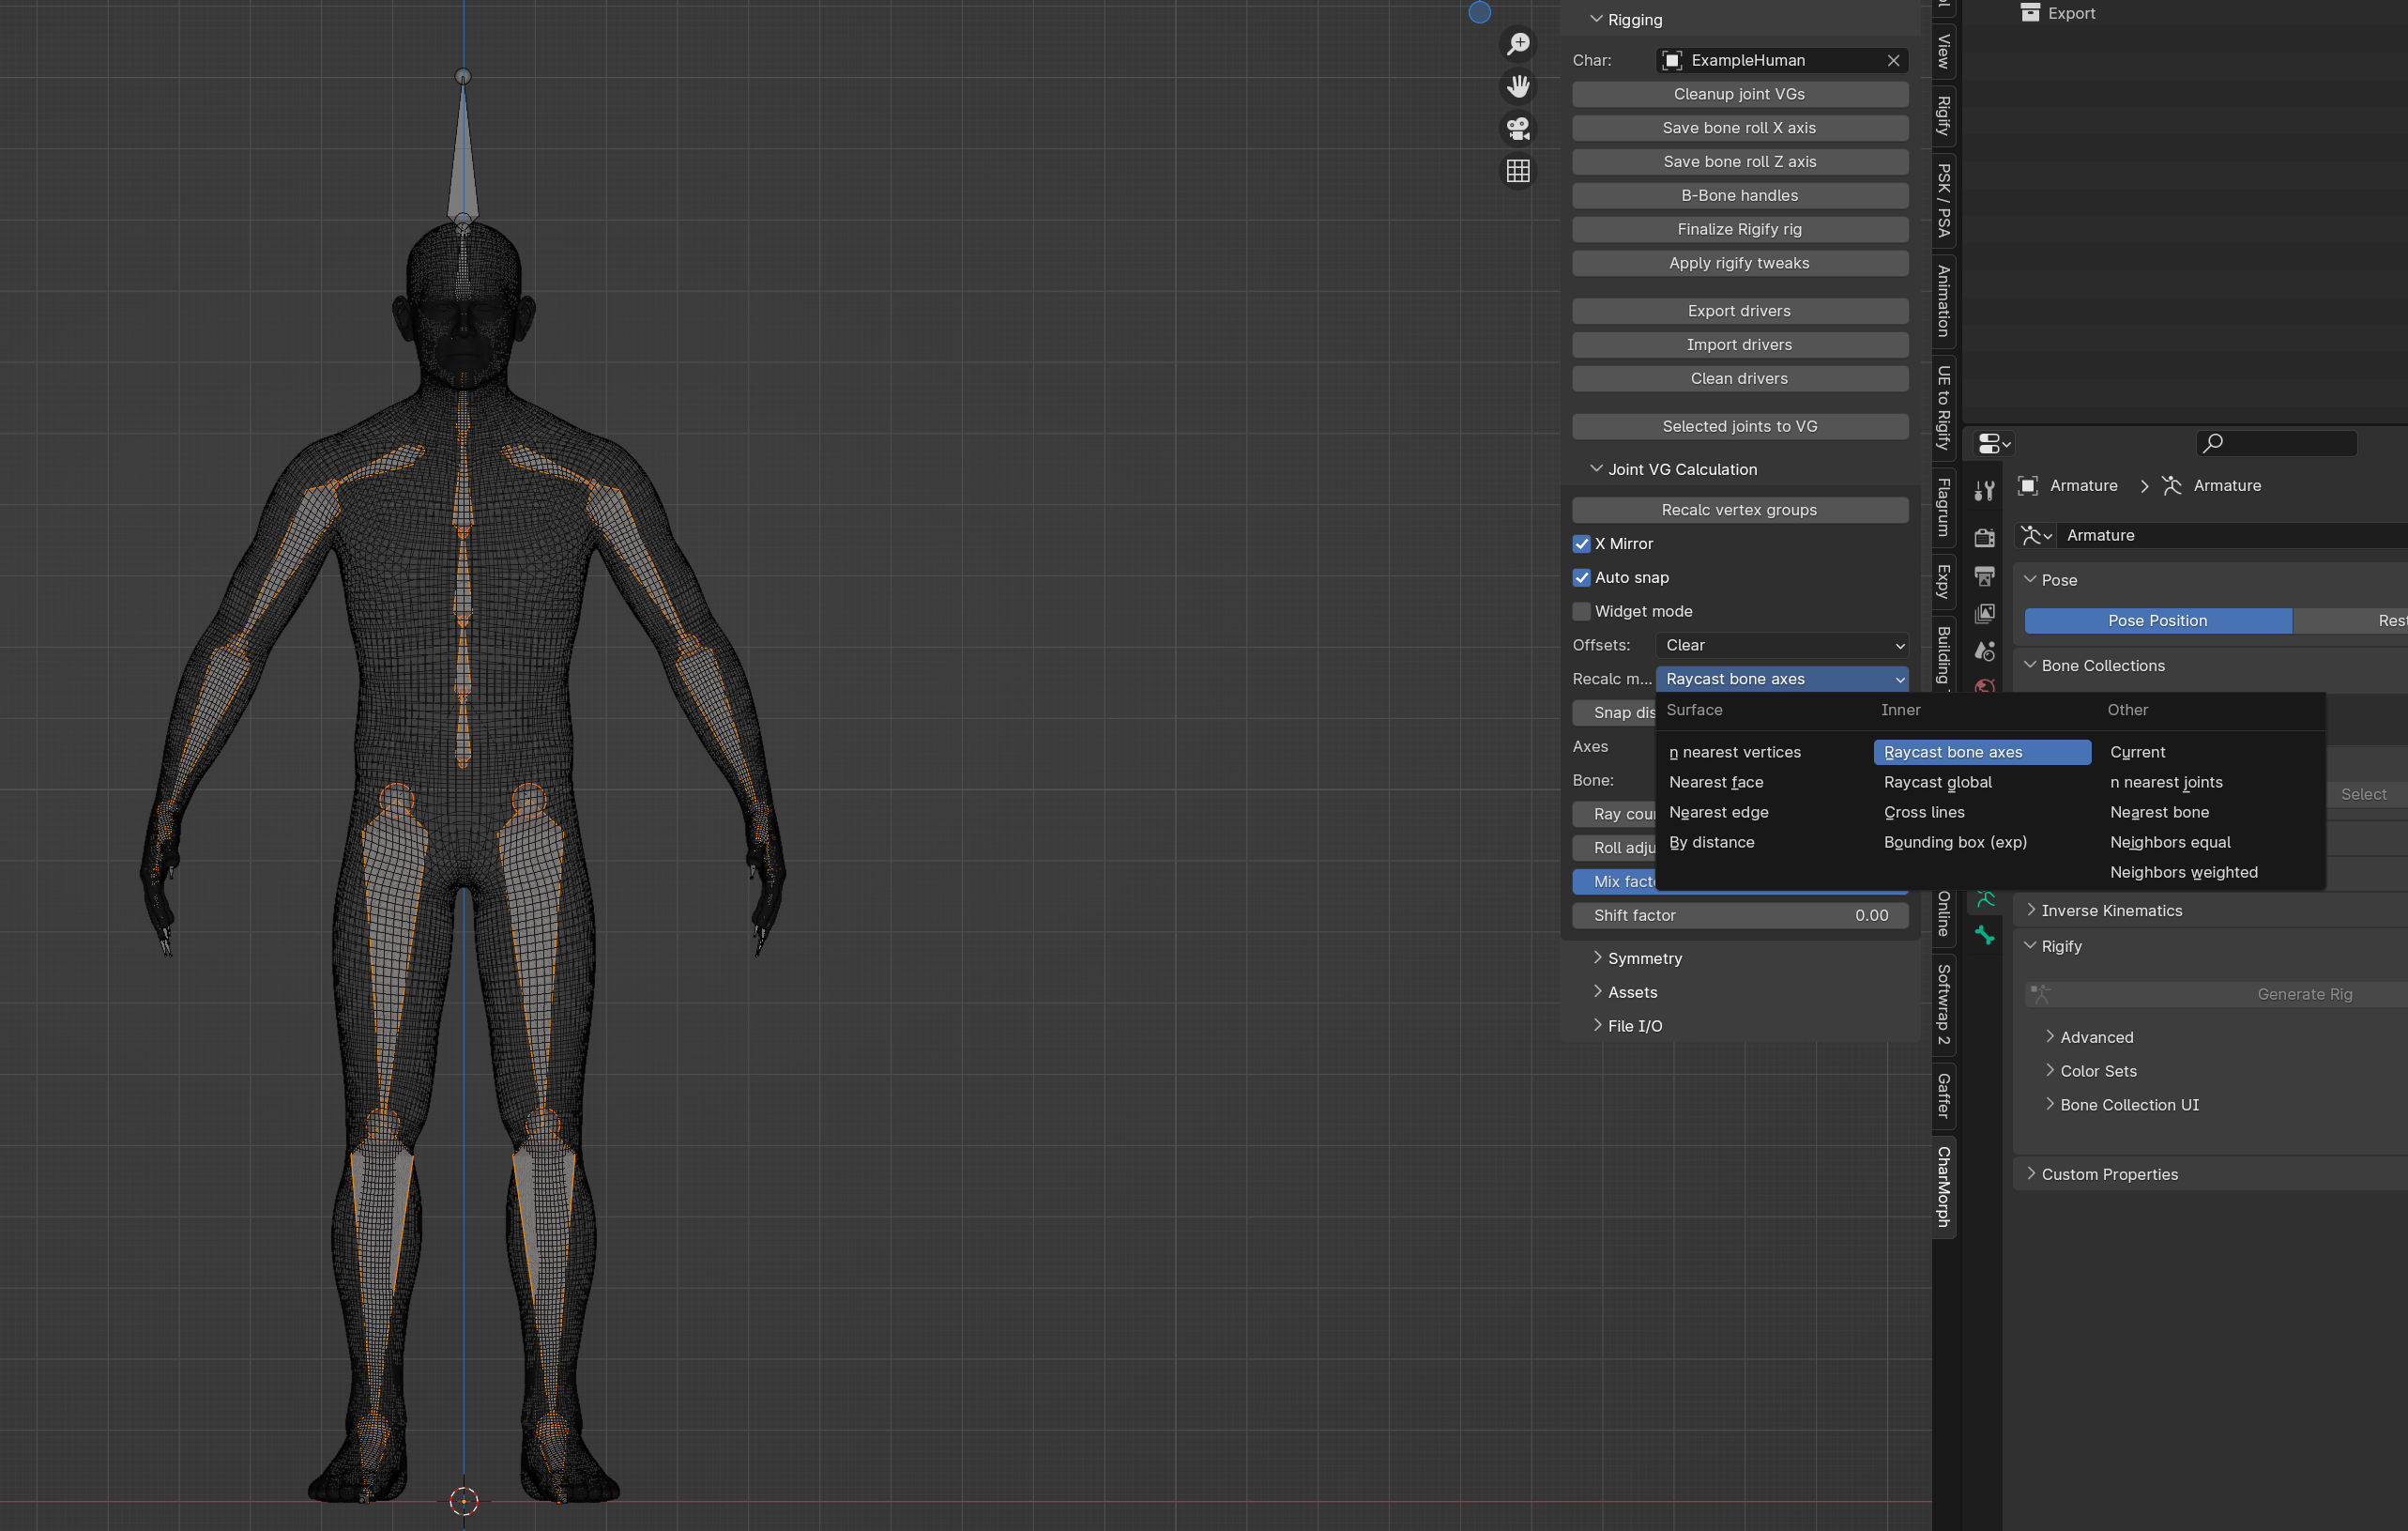 Rigging
Char:
ExampleHuman
Cleanup joint VGs
Save bone roll X axis
Save bone roll Z axis
B-Bone handles
Finalize Rigify rig
Apply rigify tweaks
Export drivers
Import drivers
Clean drivers
Selected joints to VG
Joint VG Calculation
Recalc vertex groups
X Mirror
Auto snap
Widget mode
Offsets:
Clear
Recalc m...
Raycast bone axes
Snap dis
Axes
Bone:
Ray cou
Roll adju
Mix fact
Shift factor 0.00
Symmetry
Assets
File I/O
Surface
n nearest vertices
Nearest face
Nearest edge
By distance
Inner
Raycast bone axes
Raycast global
Cross lines
Bounding box (exp)
Other
Current
n nearest joints
Nearest bone
Neighbors equal
Neighbors weighted
View
Rigify
PSK / PSA
Animation
UE to Rigify
Flagrum
Expy
Building
Online
Softwrap 2
Gaffer
CharMorph
Export
Armature
Armature
Armature
Pose
Pose Position
Rest
Bone Collections
Select
Inverse Kinematics
Rigify
Generate Rig
Advanced
Color Sets
Bone Collection UI
Custom Properties